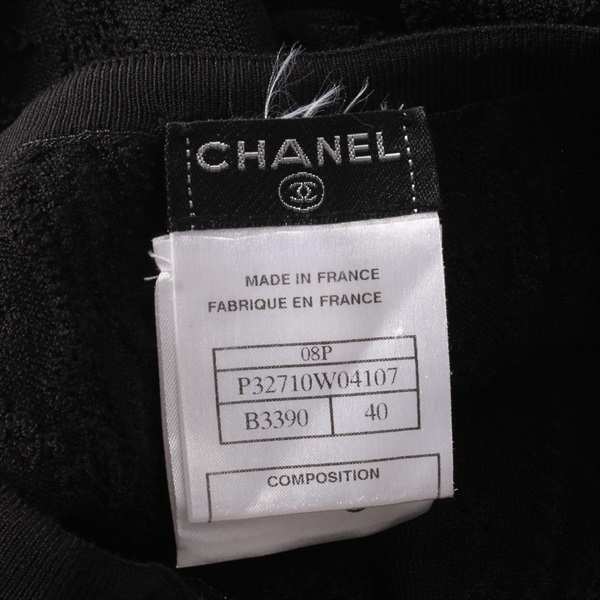 CHANEL
MADE IN FRANCE
FABRIQUE EN FRANCE
08P
P32710W04107
B3390 40
COMPOSITION